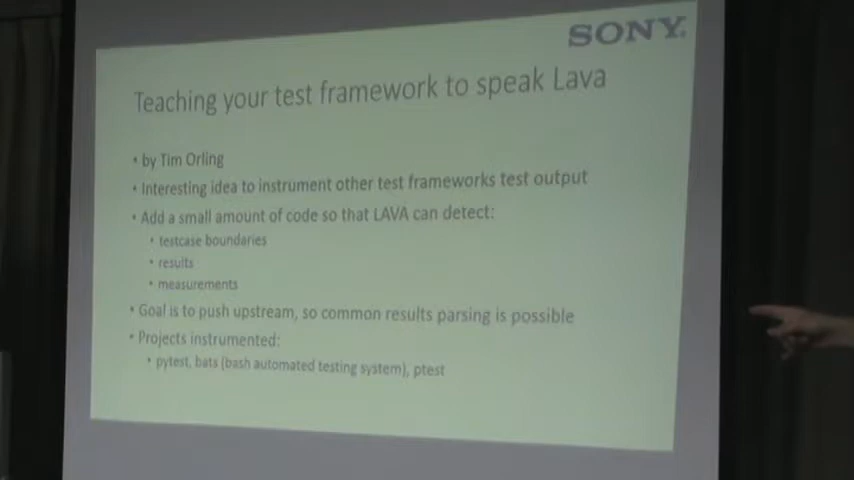 SONY
Teaching your test framework to speak Lava
• by Tim Orling
• Interesting idea to instrument other test frameworks test output
• Add a small amount of code so that LAVA can detect:
• testcase boundaries
• results
• measurements
• Goal is to push upstream, so common results parsing is possible
• Projects instrumented:
• pytest, bats (bash automated testing system), ptest